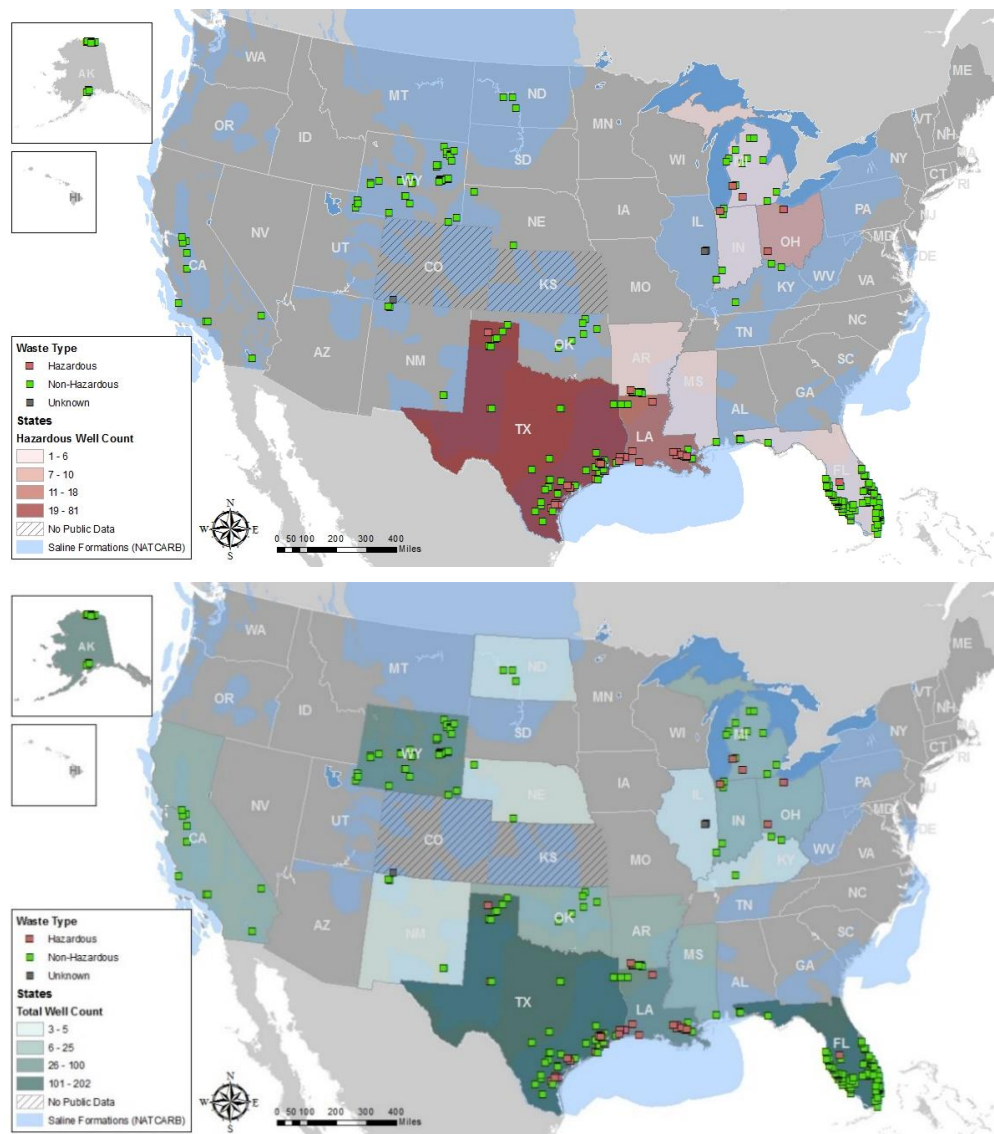 AK
HI
WA
OR
CA
NV
ID
MT
WY
UT
AZ
CO
NM
ND
SD
NE
KS
OK
TX
MN
IA
MO
AR
LA
WI
IL
MI
IN
OH
KY
TN
MS
AL
GA
FL
SC
NC
VA
WV
PA
NY
VT
NH
ME
MA
CT
RI
NJ
MD
DE
Waste Type
Hazardous
Non-Hazardous
Unknown
States
Hazardous Well Count
1 - 6
7 - 10
11 - 18
19 - 81
No Public Data
Saline Formations (NATCARB)
N
W E
S
0 50 100 200 300 400
Miles
AK
HI
WA
OR
CA
NV
ID
MT
WY
UT
AZ
CO
NM
ND
SD
NE
KS
OK
TX
MN
IA
MO
AR
LA
WI
IL
MI
IN
OH
KY
TN
MS
AL
GA
FL
SC
NC
VA
WV
PA
NY
VT
NH
ME
MA
CT
RI
NJ
MD
DE
Waste Type
Hazardous
Non-Hazardous
Unknown
States
Total Well Count
3 - 5
6 - 25
26 - 100
101 - 202
No Public Data
Saline Formations (NATCARB)
N
W E
S
0 50 100 200 300 400
Miles